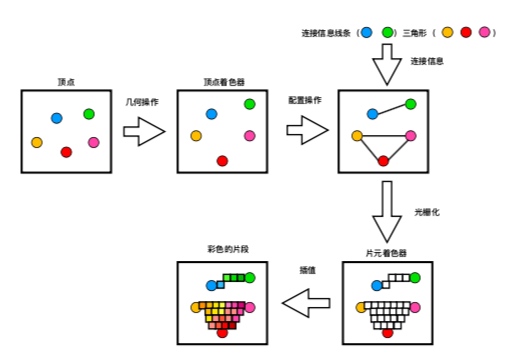 连接信息线条 ( ) 三角形 ( )
连接信息
顶点
几何操作
顶点着色器
配置操作
光栅化
彩色的片段
插值
片元着色器